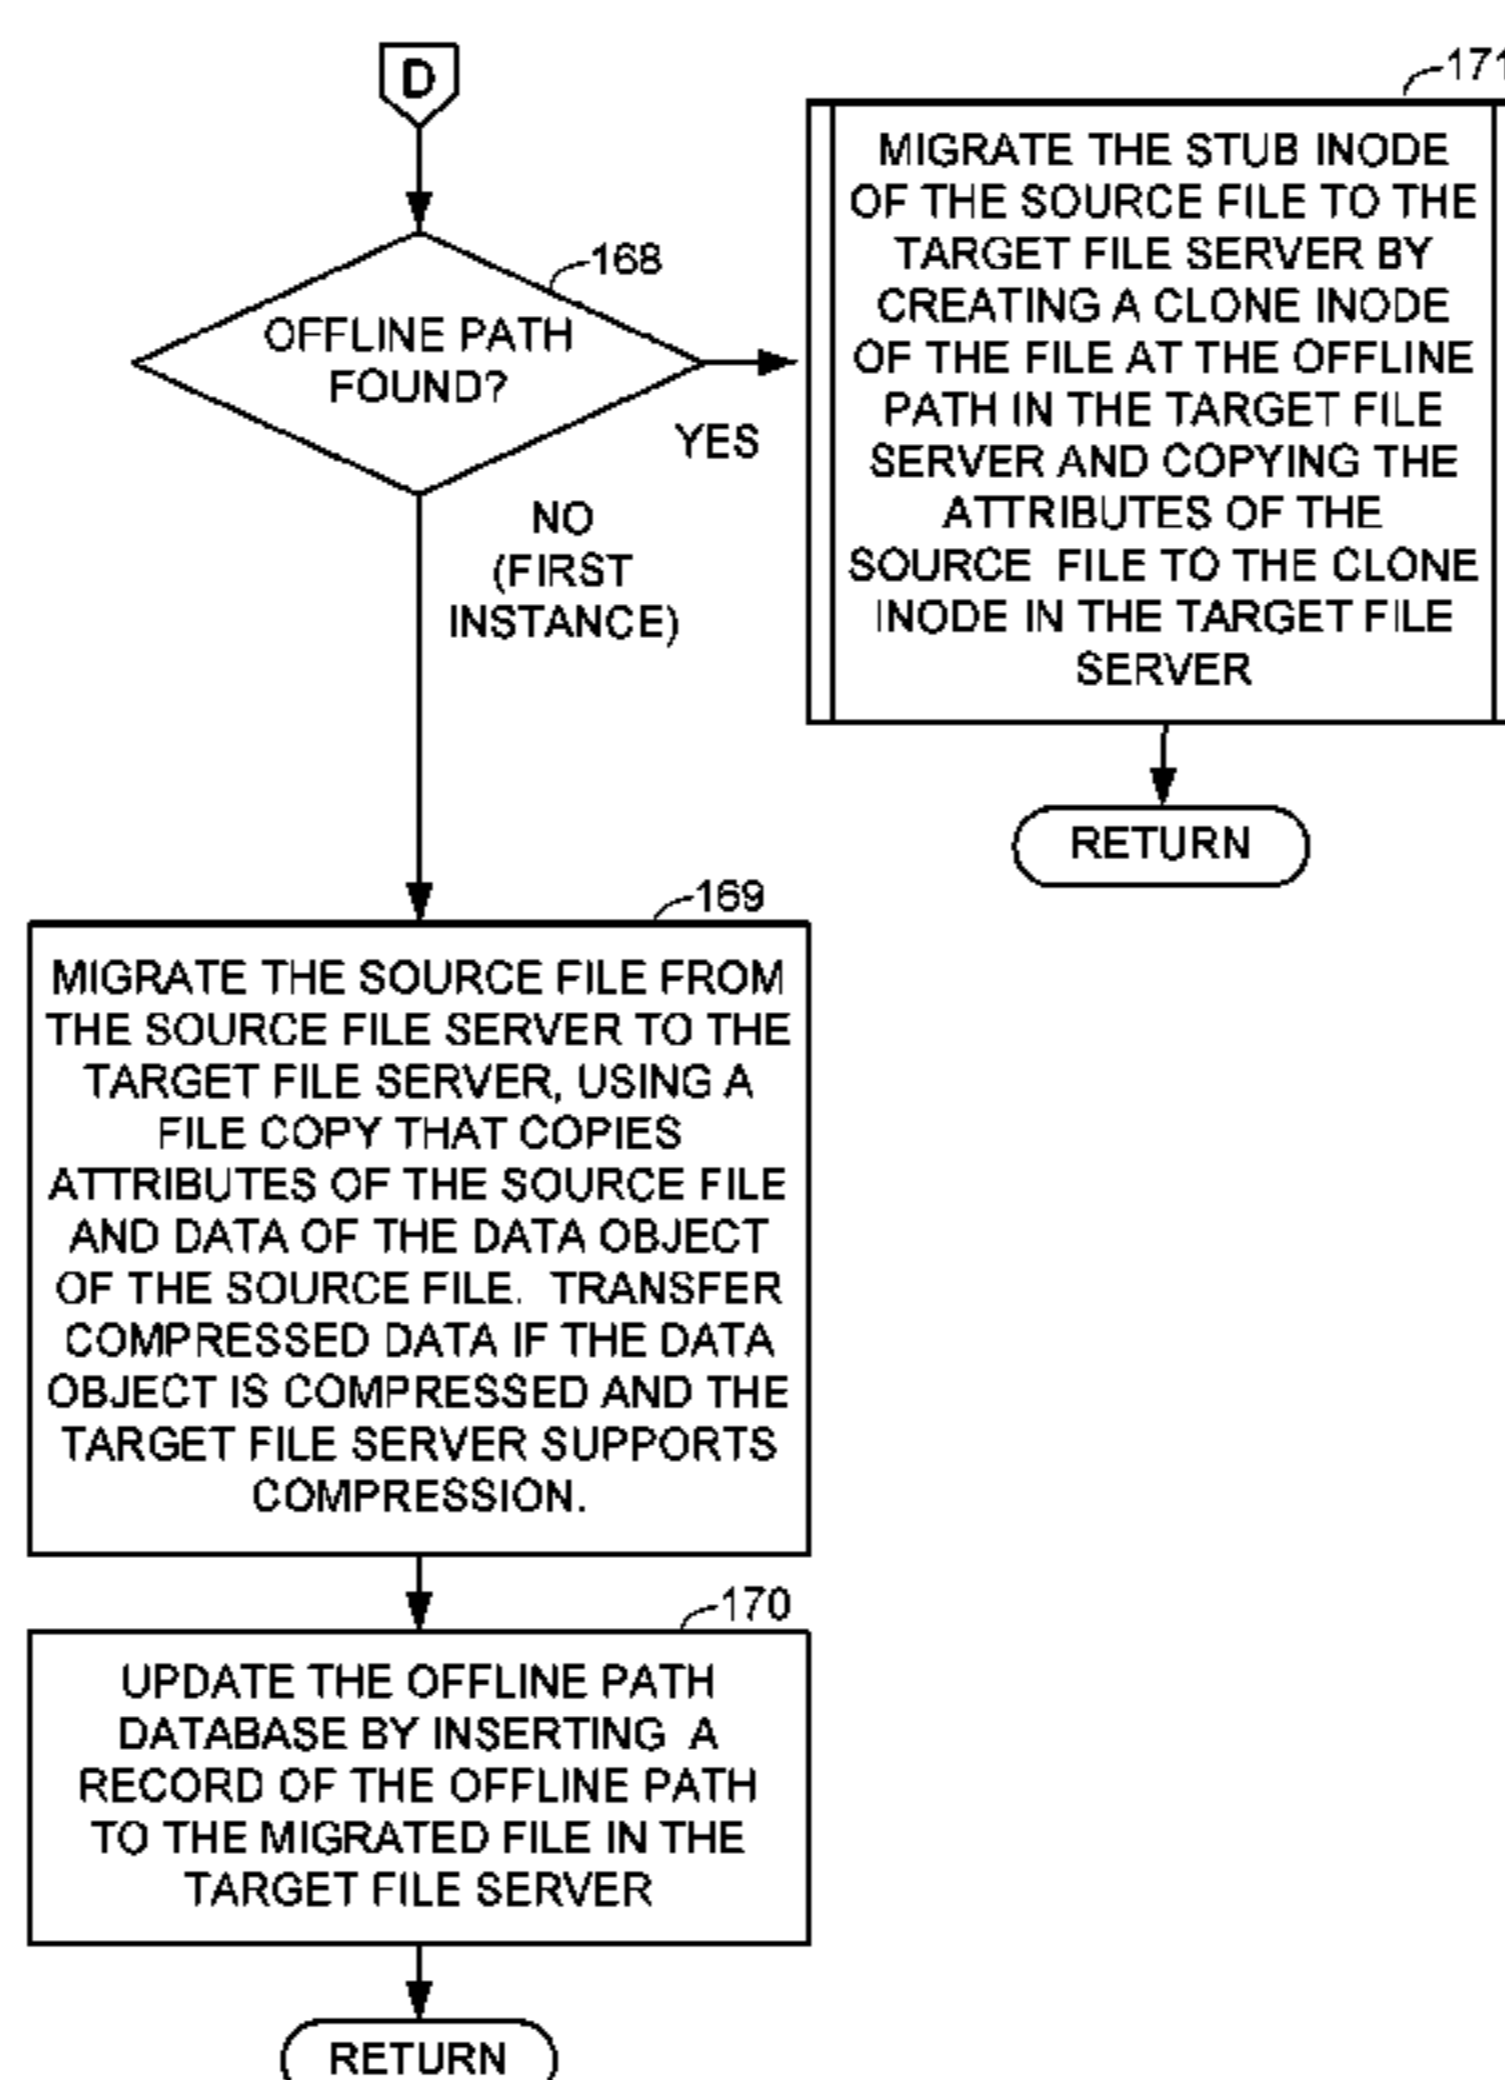 D
168
OFFLINE PATH
FOUND?
YES
NO
(FIRST
INSTANCE)
171
MIGRATE THE STUB INODE
OF THE SOURCE FILE TO THE
TARGET FILE SERVER BY
CREATING A CLONE INODE
OF THE FILE AT THE OFFLINE
PATH IN THE TARGET FILE
SERVER AND COPYING THE
ATTRIBUTES OF THE
SOURCE FILE TO THE CLONE
INODE IN THE TARGET FILE
SERVER
RETURN
169
MIGRATE THE SOURCE FILE FROM
THE SOURCE FILE SERVER TO THE
TARGET FILE SERVER, USING A
FILE COPY THAT COPIES
ATTRIBUTES OF THE SOURCE FILE
AND DATA OF THE DATA OBJECT
OF THE SOURCE FILE. TRANSFER
COMPRESSED DATA IF THE DATA
OBJECT IS COMPRESSED AND THE
TARGET FILE SERVER SUPPORTS
COMPRESSION.
170
UPDATE THE OFFLINE PATH
DATABASE BY INSERTING A
RECORD OF THE OFFLINE PATH
TO THE MIGRATED FILE IN THE
TARGET FILE SERVER
RETURN